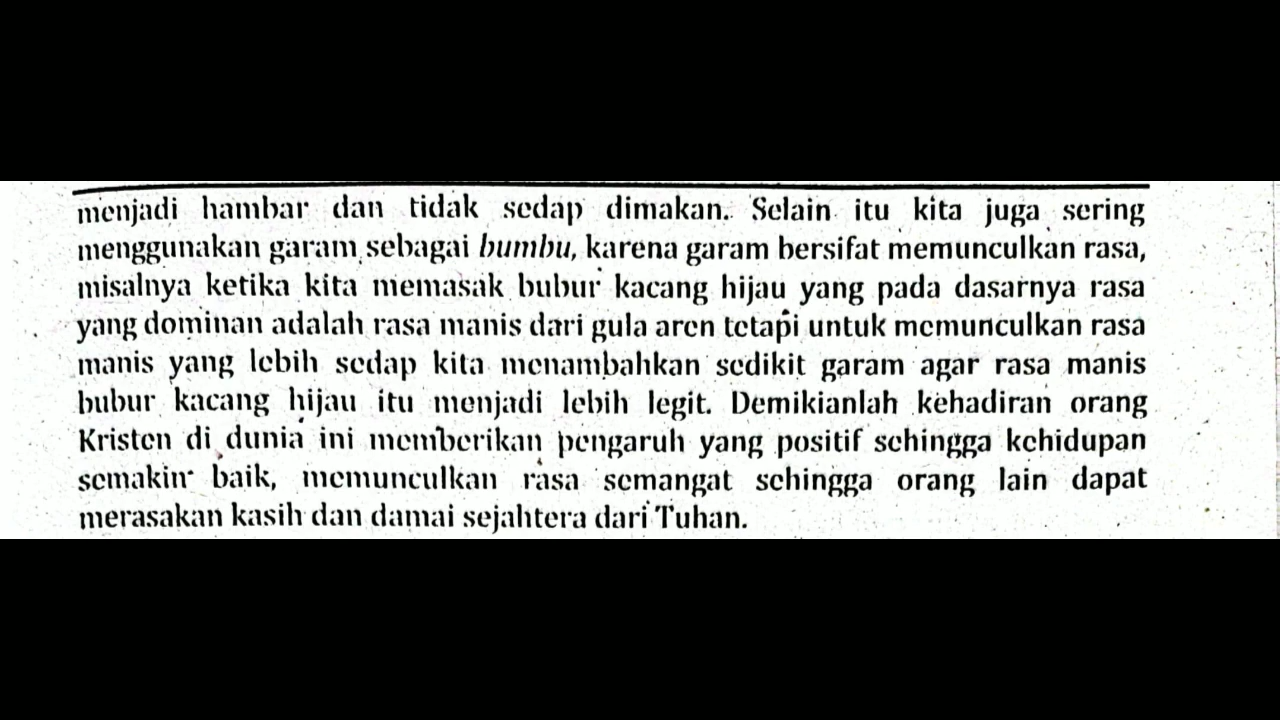 menjadi hambar dan tidak sedap dimakan. Selain itu kita juga sering
menggunakan garam sebagai bumbu, karena garam bersifat memunculkan rasa,
misalnya ketika kita memasak bubur kacang hijau yang pada dasarnya rasa
yang dominan adalah rasa manis dari gula aren tetapi untuk memunculkan rasa
manis yang lebih sedap kita menambahkan sedikit garam agar rasa manis
bubur kacang hijau itu menjadi lebih legit. Demikianlah kehadiran orang
Kristen di dunia ini memberikan pengaruh yang positif sehingga kehidupan
semakin baik, memunculkan rasa semangat sehingga orang lain dapat
merasakan kasih dan damai sejahtera dari Tuhan.